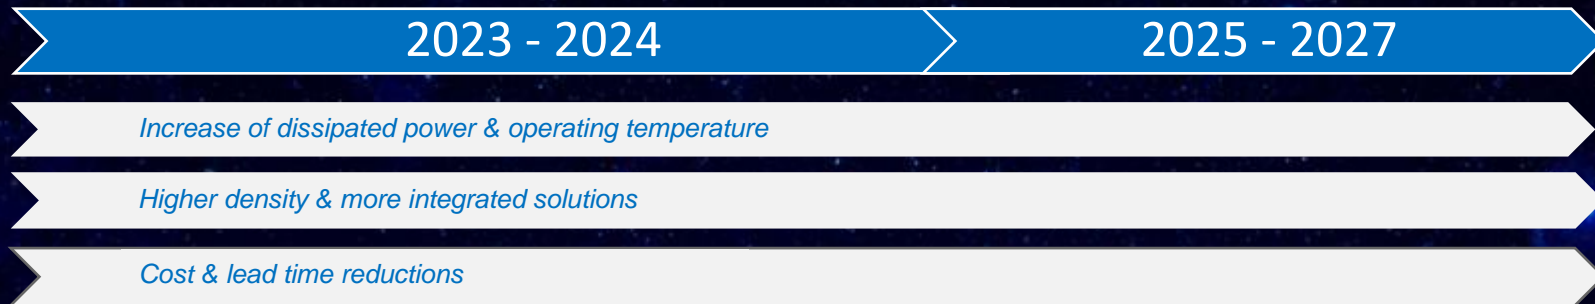 2023 - 2024
2025 - 2027
Increase of dissipated power & operating temperature
Higher density & more integrated solutions
Cost & lead time reductions